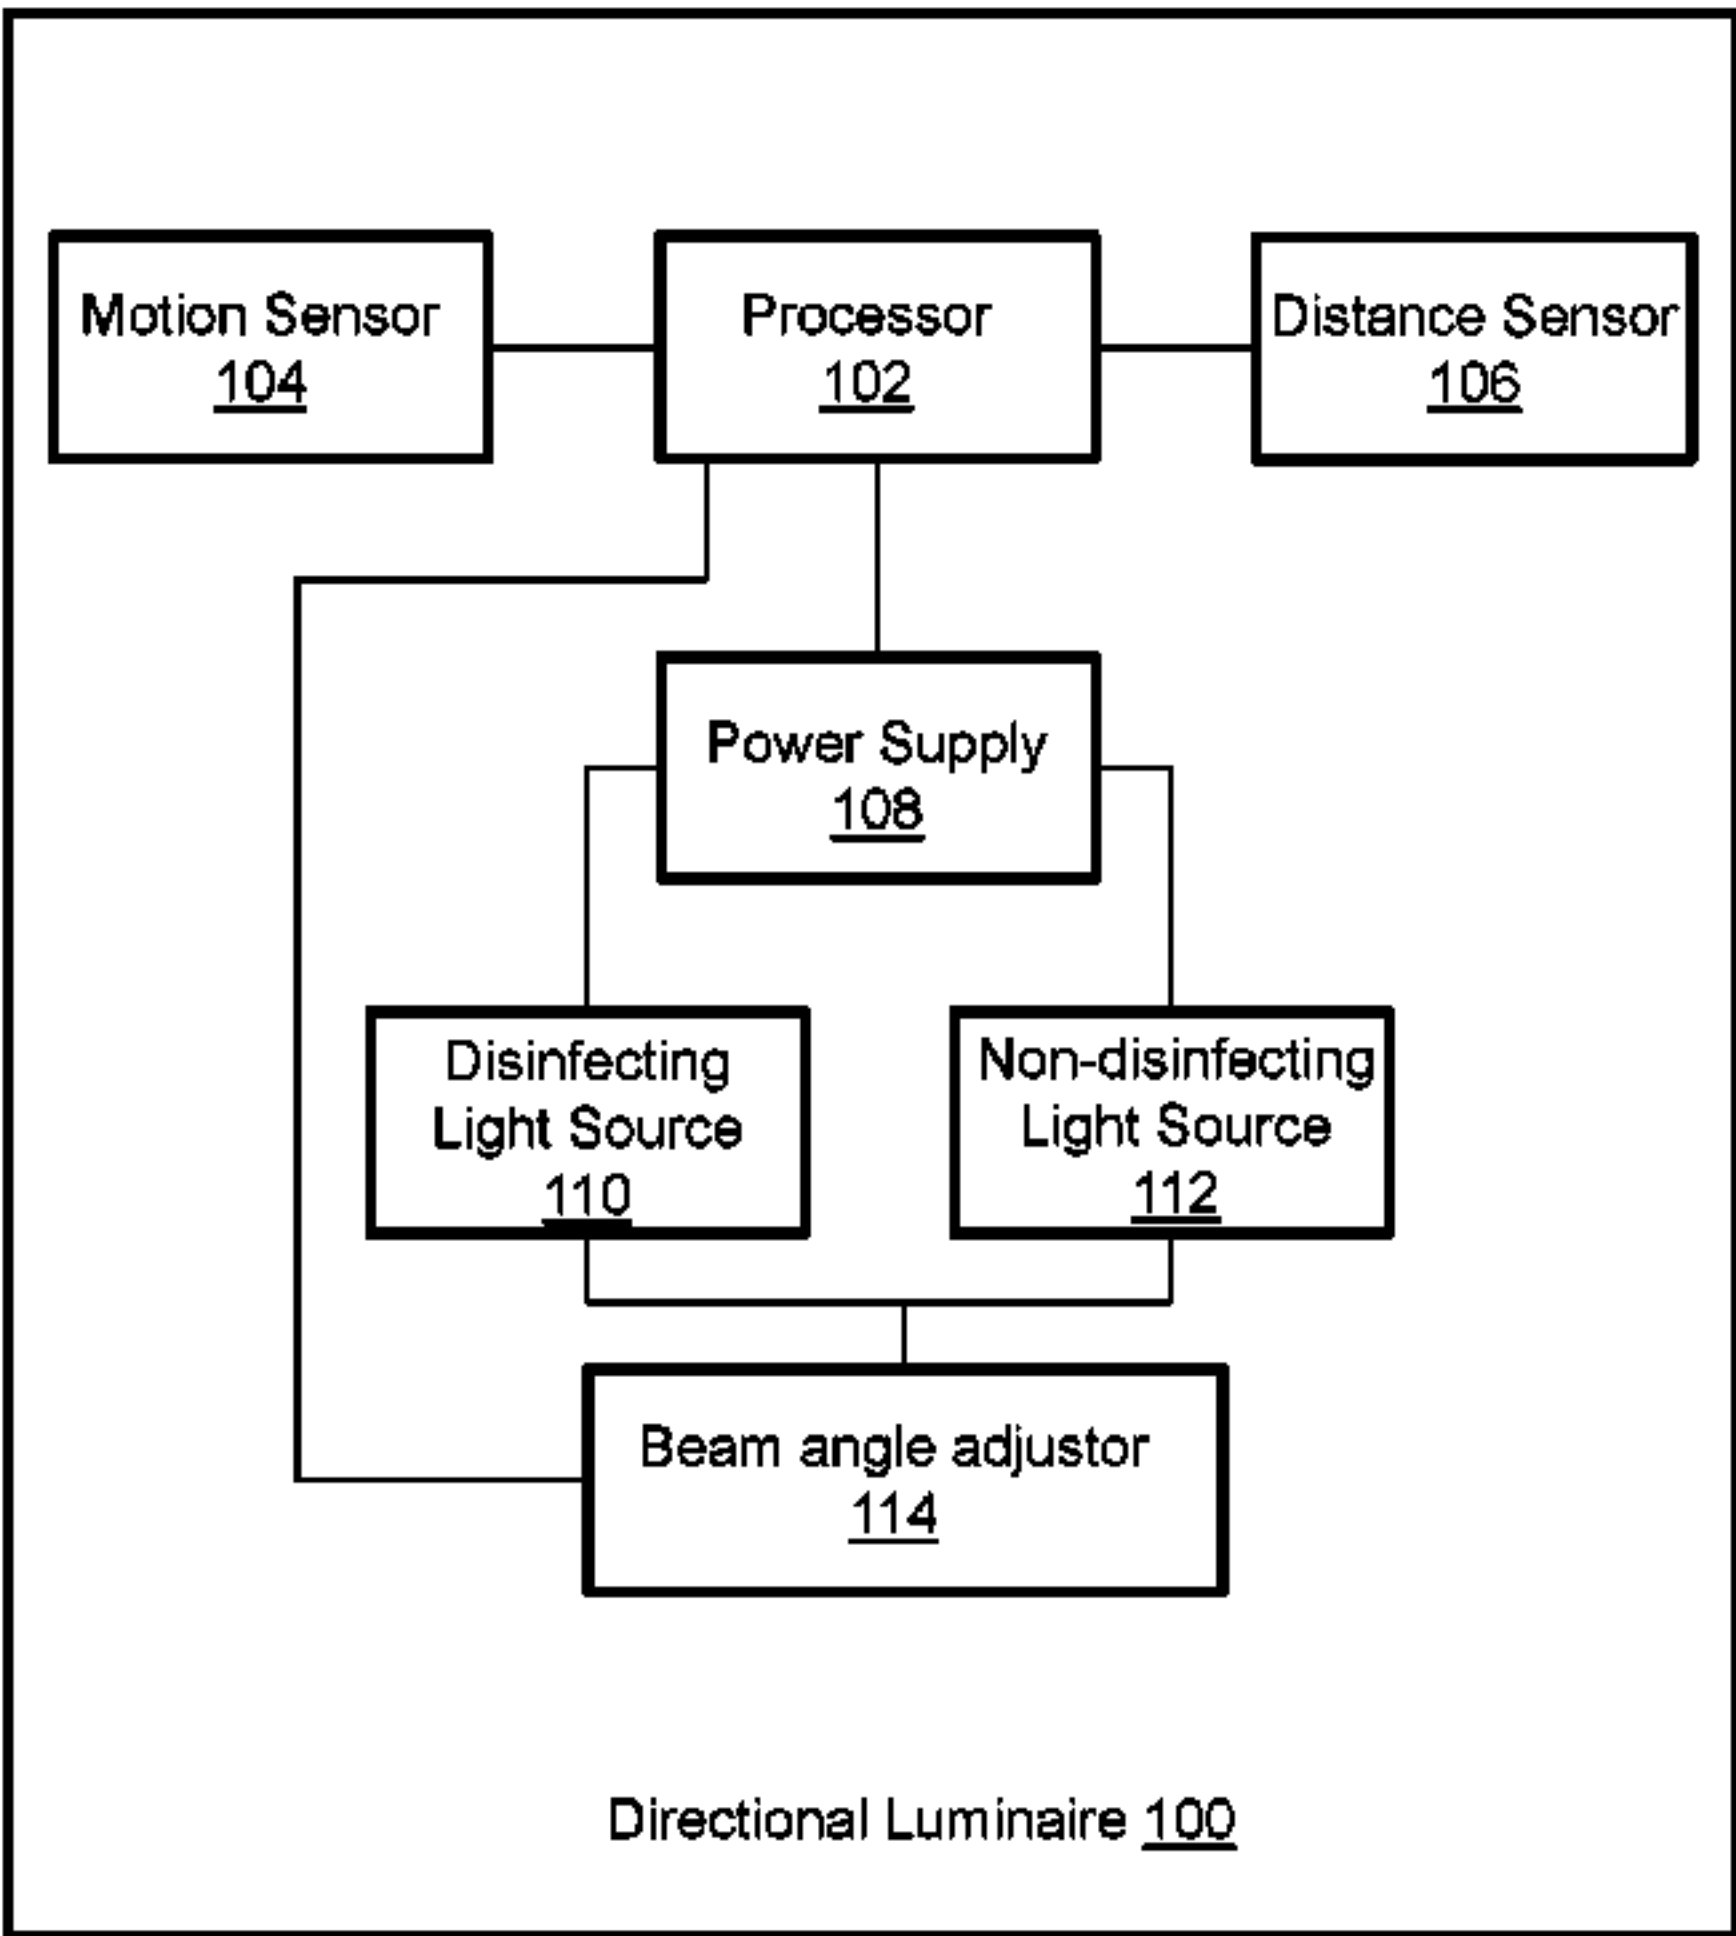 Motion Sensor
104
Processor
102
Distance Sensor
106
Power Supply
108
Disinfecting
Light Source
110
Non-disinfecting
Light Source
112
Beam angle adjustor
114
Directional Luminaire 100